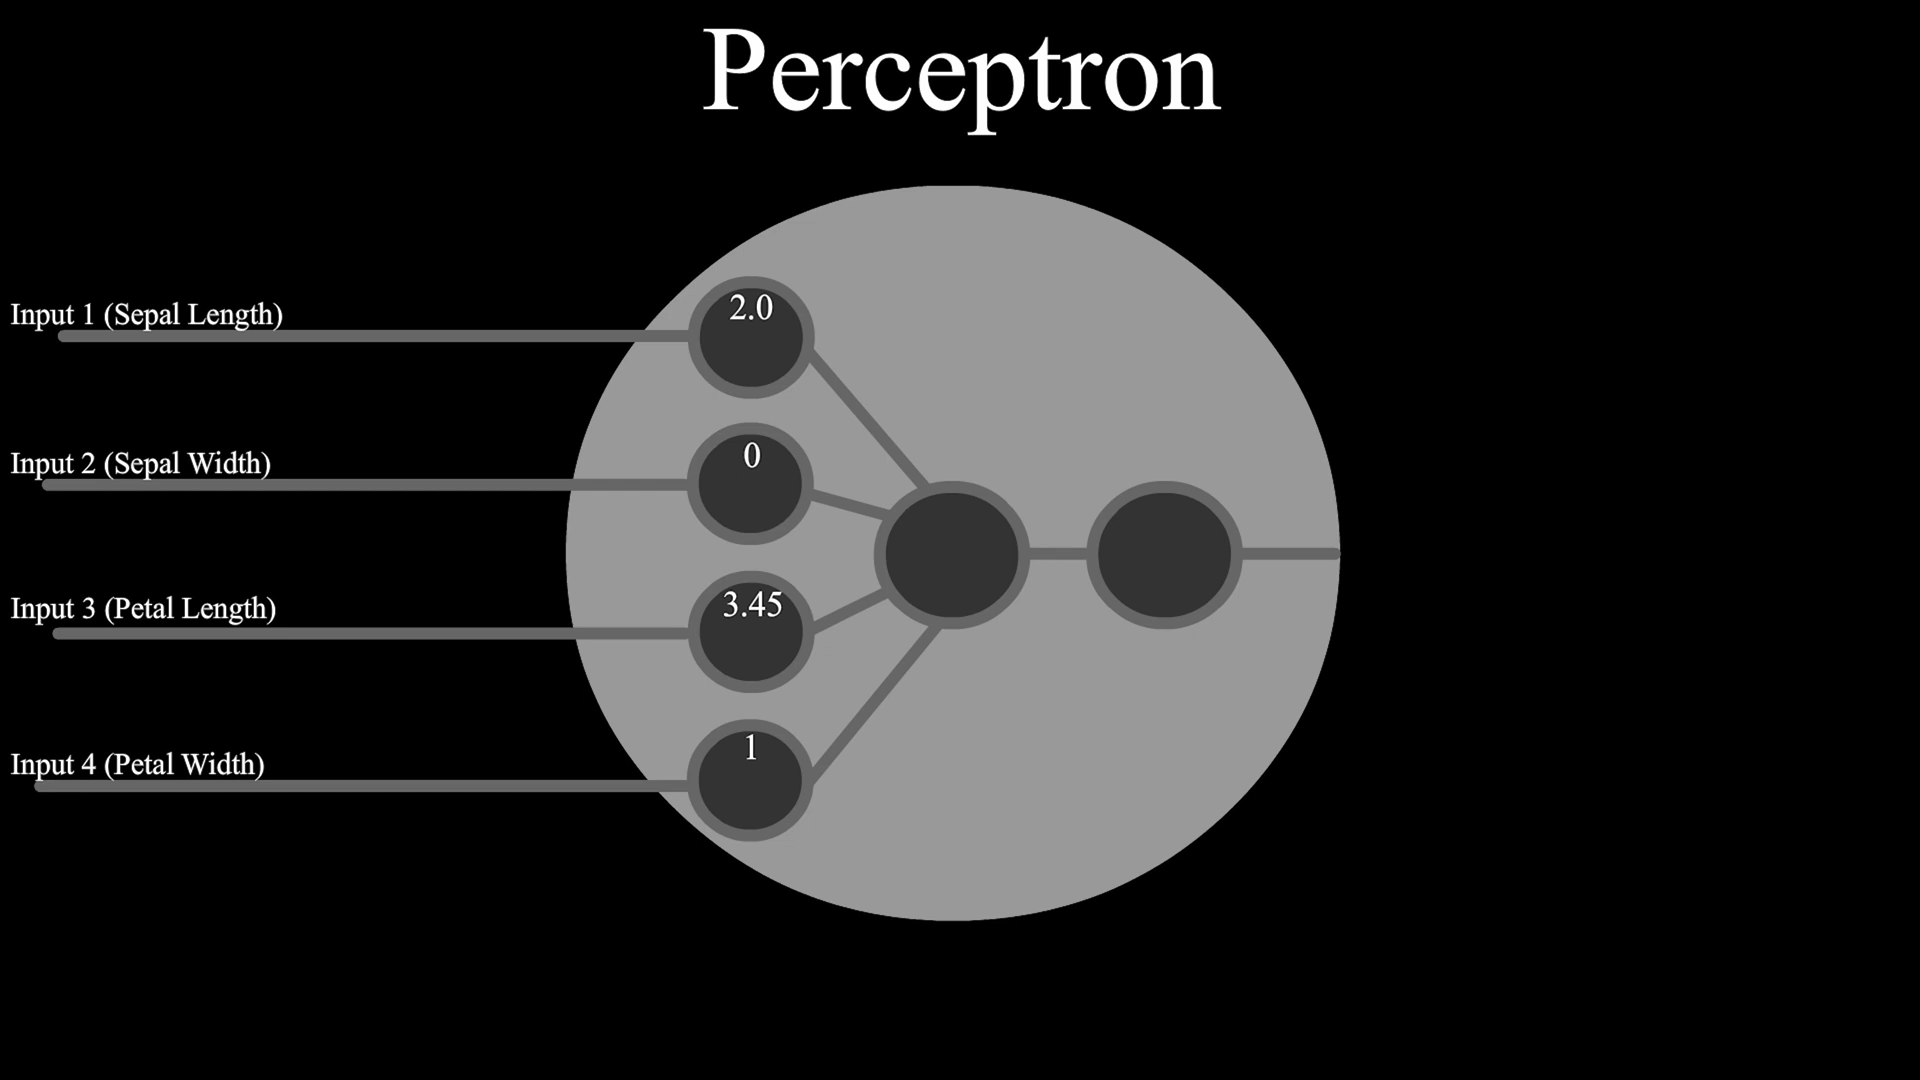 Perceptron
Input 1 (Sepal Length)
2.0
Input 2 (Sepal Width)
0
Input 3 (Petal Length)
3.45
Input 4 (Petal Width)
1